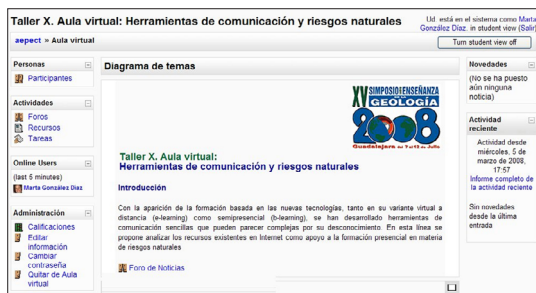 Taller X. Aula virtual: Herramientas de comunicación y riesgos naturales
Ud. está en el sistema como Marta
González Díaz, in student view (Salir)
aepect » Aula virtual
Turn student view off
Personas
Participantes
Actividades
Foros
Recursos
Tareas
Online Users
(last 5 minutes)
Marta González Díaz
Administración
Calificaciones
Editar
información
Cambiar
contraseña
Quitar de Aula
virtual
Diagrama de temas
XV SIMPOSIO ENSEÑANZA
GEOLOGÍA
2008
Guadalajara
Taller X. Aula virtual:
Herramientas de comunicación y riesgos naturales
Introducción
Con la aparición de la formación basada en las nuevas tecnologías, tanto en su variante virtual a
distancia (e-learning) como semipresencial (b-learning), se han desarrollado herramientas de
comunicación sencillas que pueden parecer complejas por su desconocimiento. En esta línea se
propone analizar los recursos existentes en Internet como apoyo a la formación presencial en materia
de riesgos naturales
Foro de Noticias
Novedades
(No se ha puesto
aún ninguna
noticia)
Actividad
reciente
Actividad desde
miércoles, 5 de
marzo de 2008,
17:57
Informe completo de
la actividad reciente
Sin novedades
desde la última
entrada